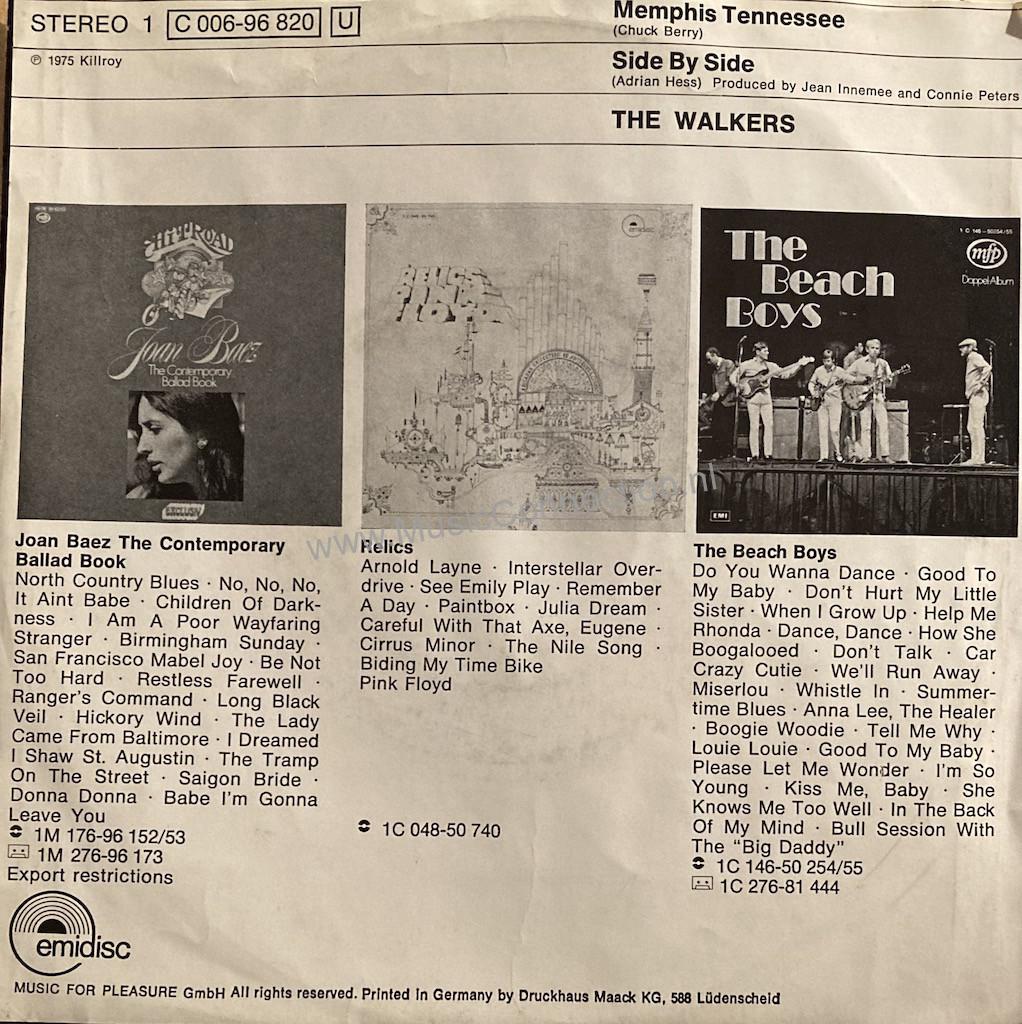 STEREO 1 C 006-96 820 U
℗ 1975 Killroy
Memphis Tennessee
(Chuck Berry)
Side By Side
(Adrian Hess) Produced by Jean Innemee and Connie Peters
THE WALKERS
HIT ROAD
Joan Baez
The Contemporary
Ballad Book
EXCLUSIV
RELICS
emidisc
The
Beach
Boys
1 C 146-50254/55
mfp
Doppel-Album
EMI
Joan Baez The Contemporary
Ballad Book
North Country Blues · No, No, No,
It Aint Babe · Children Of Dark-
ness · I Am A Poor Wayfaring
Stranger · Birmingham Sunday ·
San Francisco Mabel Joy · Be Not
Too Hard · Restless Farewell ·
Ranger's Command · Long Black
Veil · Hickory Wind · The Lady
Came From Baltimore · I Dreamed
I Shaw St. Augustin · The Tramp
On The Street · Saigon Bride ·
Donna Donna · Babe I'm Gonna
Leave You
1M 176-96 152/53
1M 276-96 173
Export restrictions
Relics
Arnold Layne · Interstellar Over-
drive · See Emily Play · Remember
A Day · Paintbox · Julia Dream ·
Careful With That Axe, Eugene ·
Cirrus Minor · The Nile Song ·
Biding My Time Bike
Pink Floyd
1C 048-50 740
The Beach Boys
Do You Wanna Dance · Good To
My Baby · Don't Hurt My Little
Sister · When I Grow Up · Help Me
Rhonda · Dance, Dance · How She
Boogalooed · Don't Talk · Car
Crazy Cutie · We'll Run Away ·
Miserlou · Whistle In · Summer-
time Blues · Anna Lee, The Healer
· Boogie Woodie · Tell Me Why ·
Louie Louie · Good To My Baby ·
Please Let Me Wonder · I'm So
Young · Kiss Me, Baby · She
Knows Me Too Well · In The Back
Of My Mind · Bull Session With
The "Big Daddy"
1C 146-50 254/55
1C 276-81 444
emidisc
MUSIC FOR PLEASURE GmbH All rights reserved. Printed in Germany by Druckhaus Maack KG, 588 Lüdenscheid